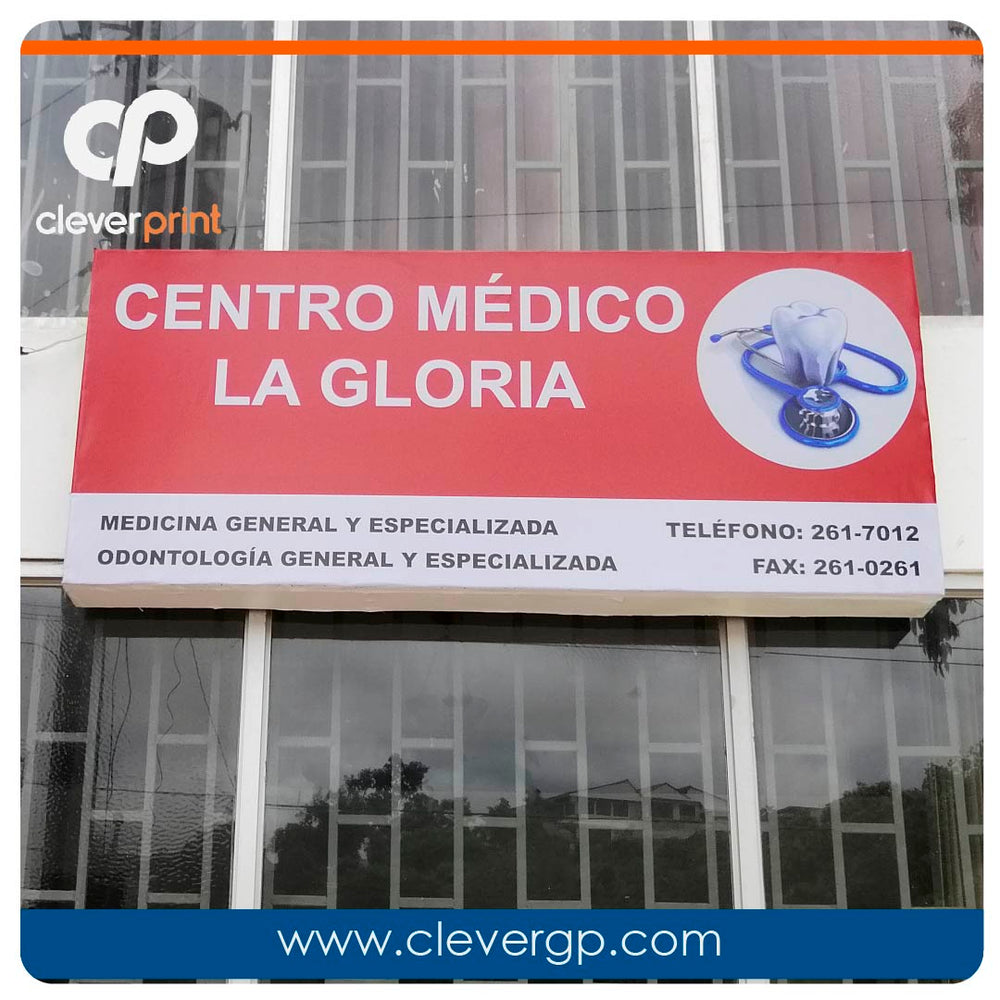 cleverprint
CENTRO MÉDICO
LA GLORIA
MEDICINA GENERAL Y ESPECIALIZADA
ODONTOLOGÍA GENERAL Y ESPECIALIZADA
TELÉFONO: 261-7012
FAX: 261-0261
www.clevergp.com